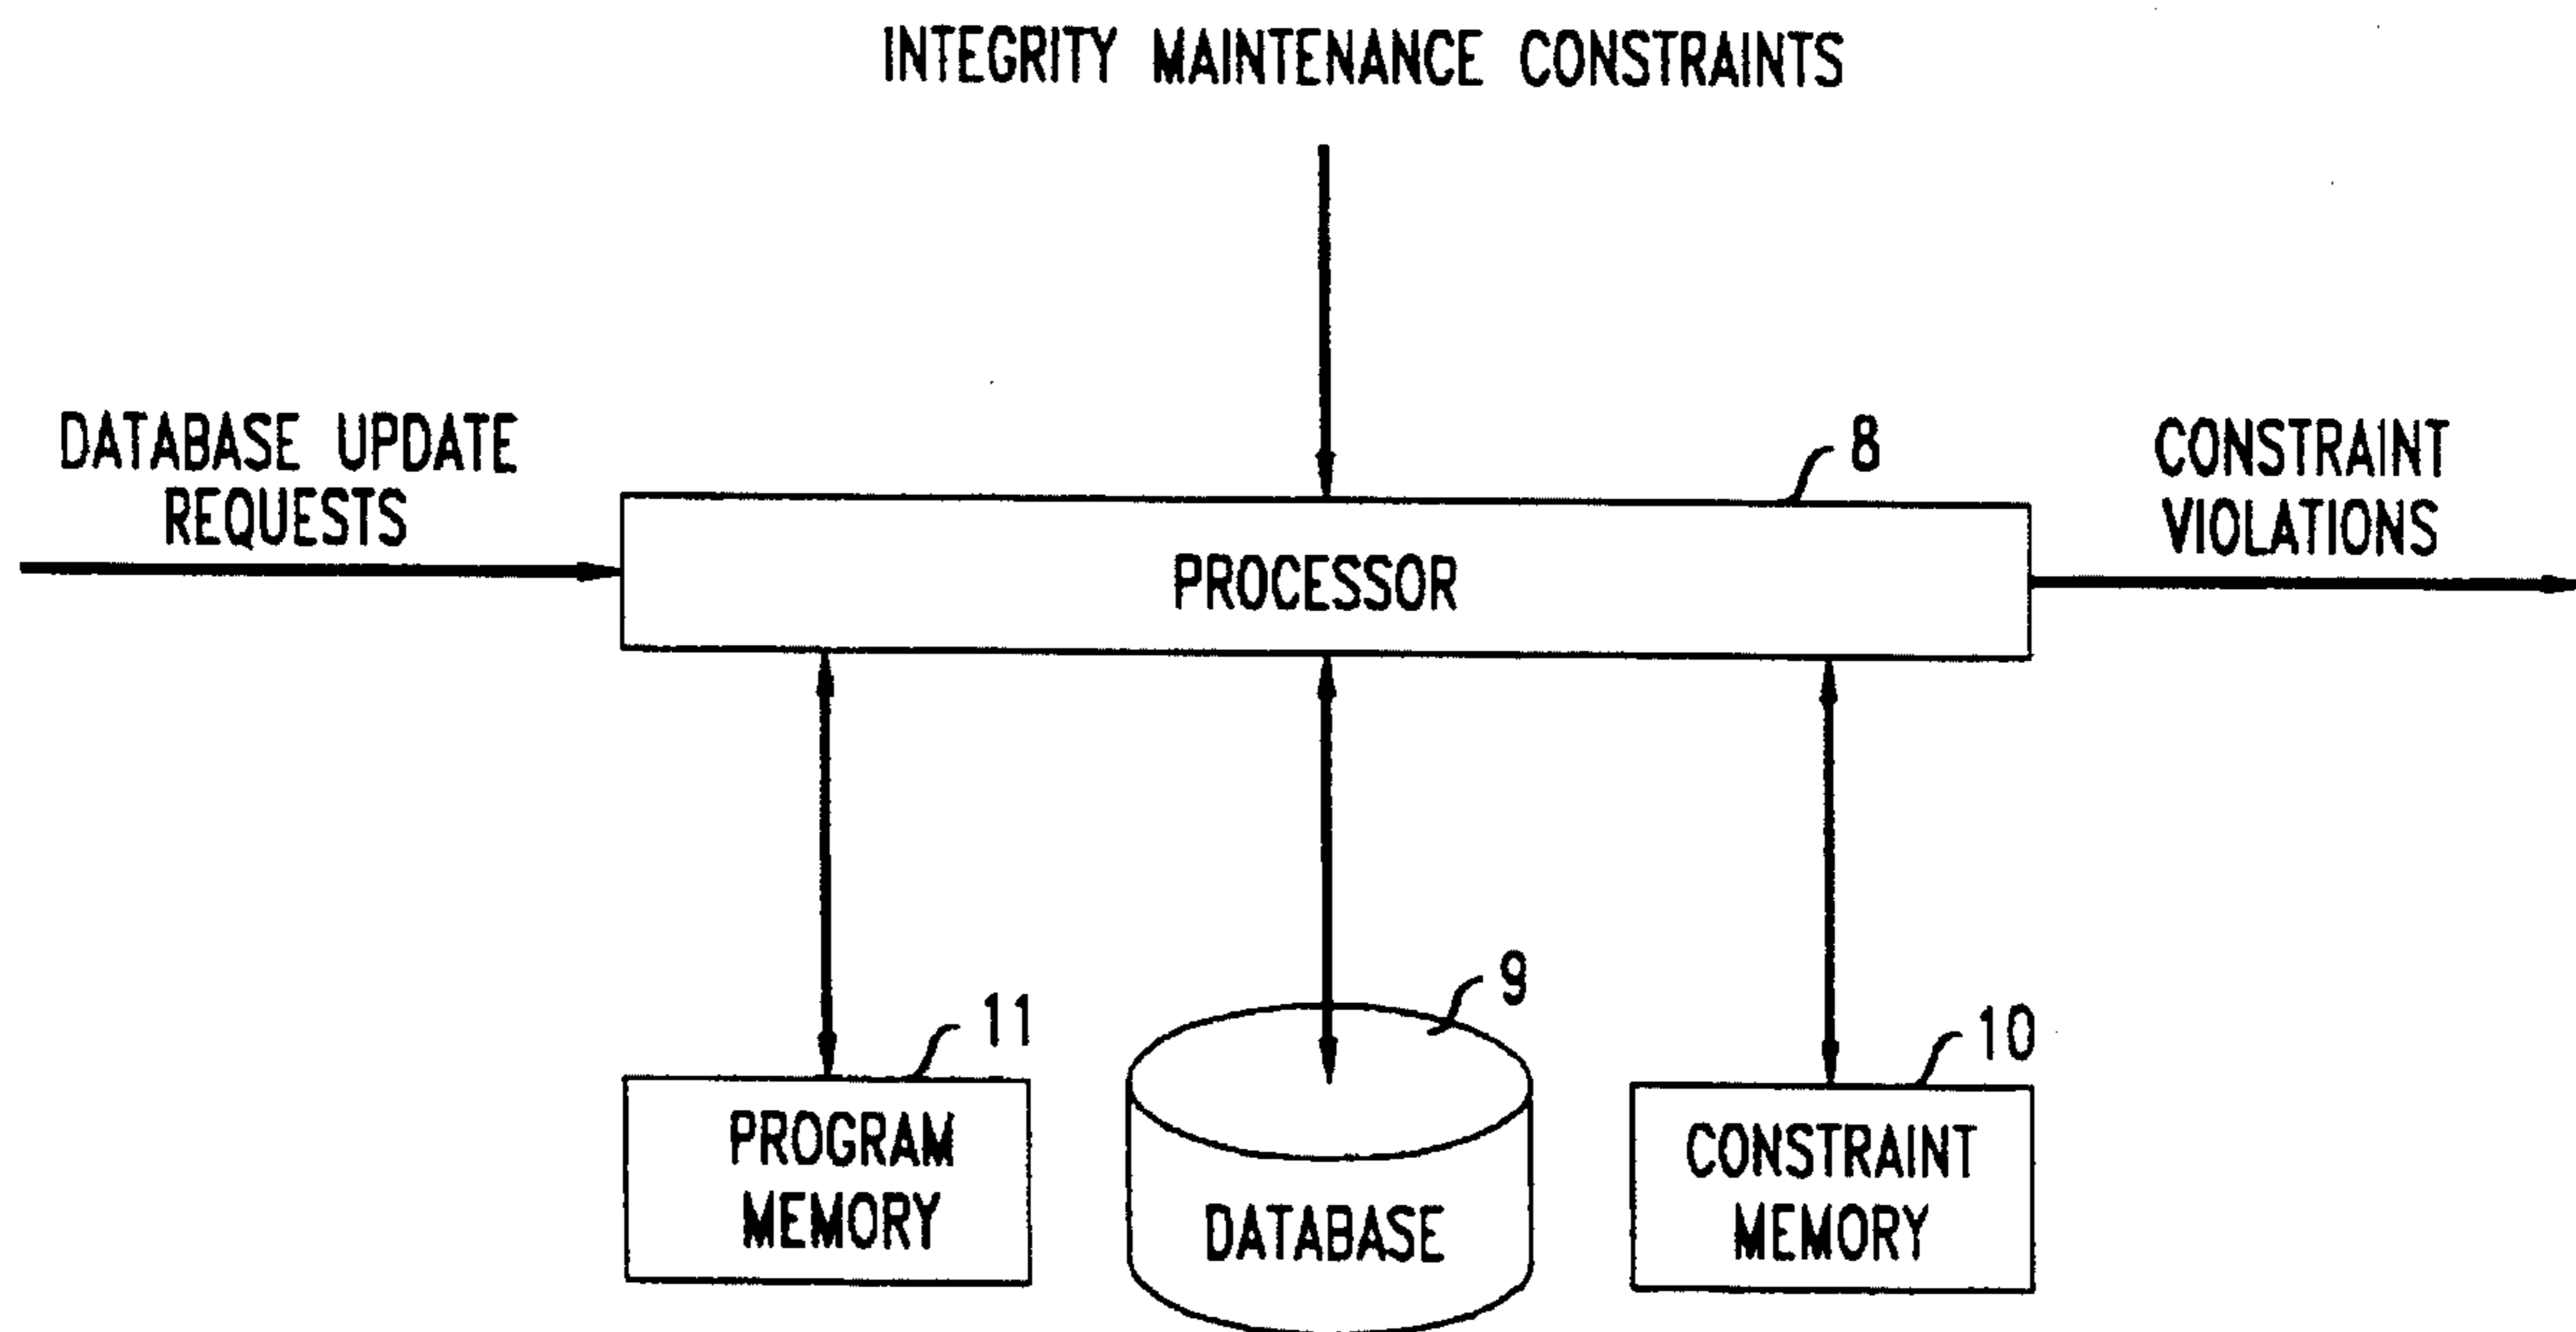 INTEGRITY MAINTENANCE CONSTRAINTS
DATABASE UPDATE
REQUESTS
8
CONSTRAINT
VIOLATIONS
PROCESSOR
11
9
10
PROGRAM
MEMORY
DATABASE
CONSTRAINT
MEMORY